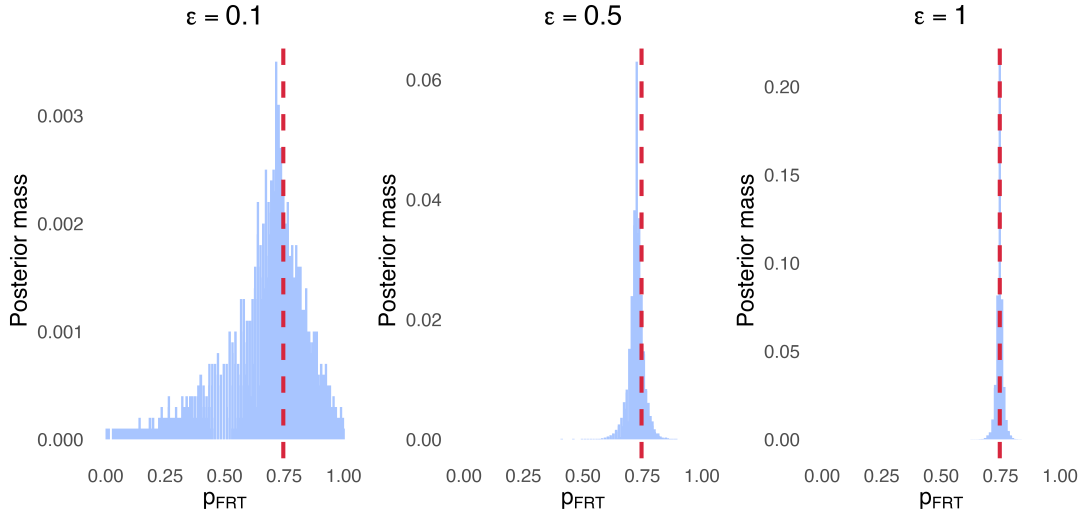 ε = 0.1
Posterior mass
0.003
0.002
0.001
0.000
0.00 0.25 0.50 0.75 1.00
pFRT
ε = 0.5
Posterior mass
0.06
0.04
0.02
0.00
0.00 0.25 0.50 0.75 1.00
pFRT
ε = 1
Posterior mass
0.20
0.15
0.10
0.05
0.00
0.00 0.25 0.50 0.75 1.00
pFRT